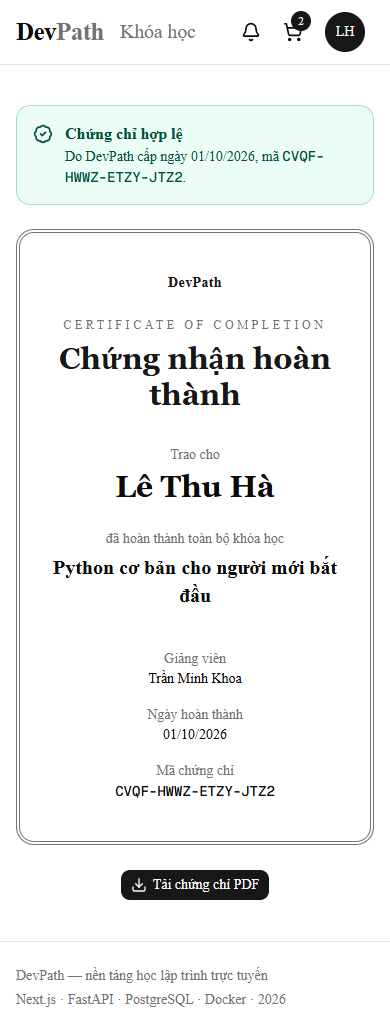 DevPath Khóa học 2 LH
Chứng chỉ hợp lệ
Do DevPath cấp ngày 01/10/2026, mã CVQF-
HWWZ-ETZY-JTZ2.
DevPath
CERTIFICATE OF COMPLETION
Chứng nhận hoàn
thành
Trao cho
Lê Thu Hà
đã hoàn thành toàn bộ khóa học
Python cơ bản cho người mới bắt
đầu
Giảng viên
Trần Minh Khoa
Ngày hoàn thành
01/10/2026
Mã chứng chỉ
CVQF-HWWZ-ETZY-JTZ2
Tải chứng chỉ PDF
DevPath — nền tảng học lập trình trực tuyến
Next.js · FastAPI · PostgreSQL · Docker · 2026